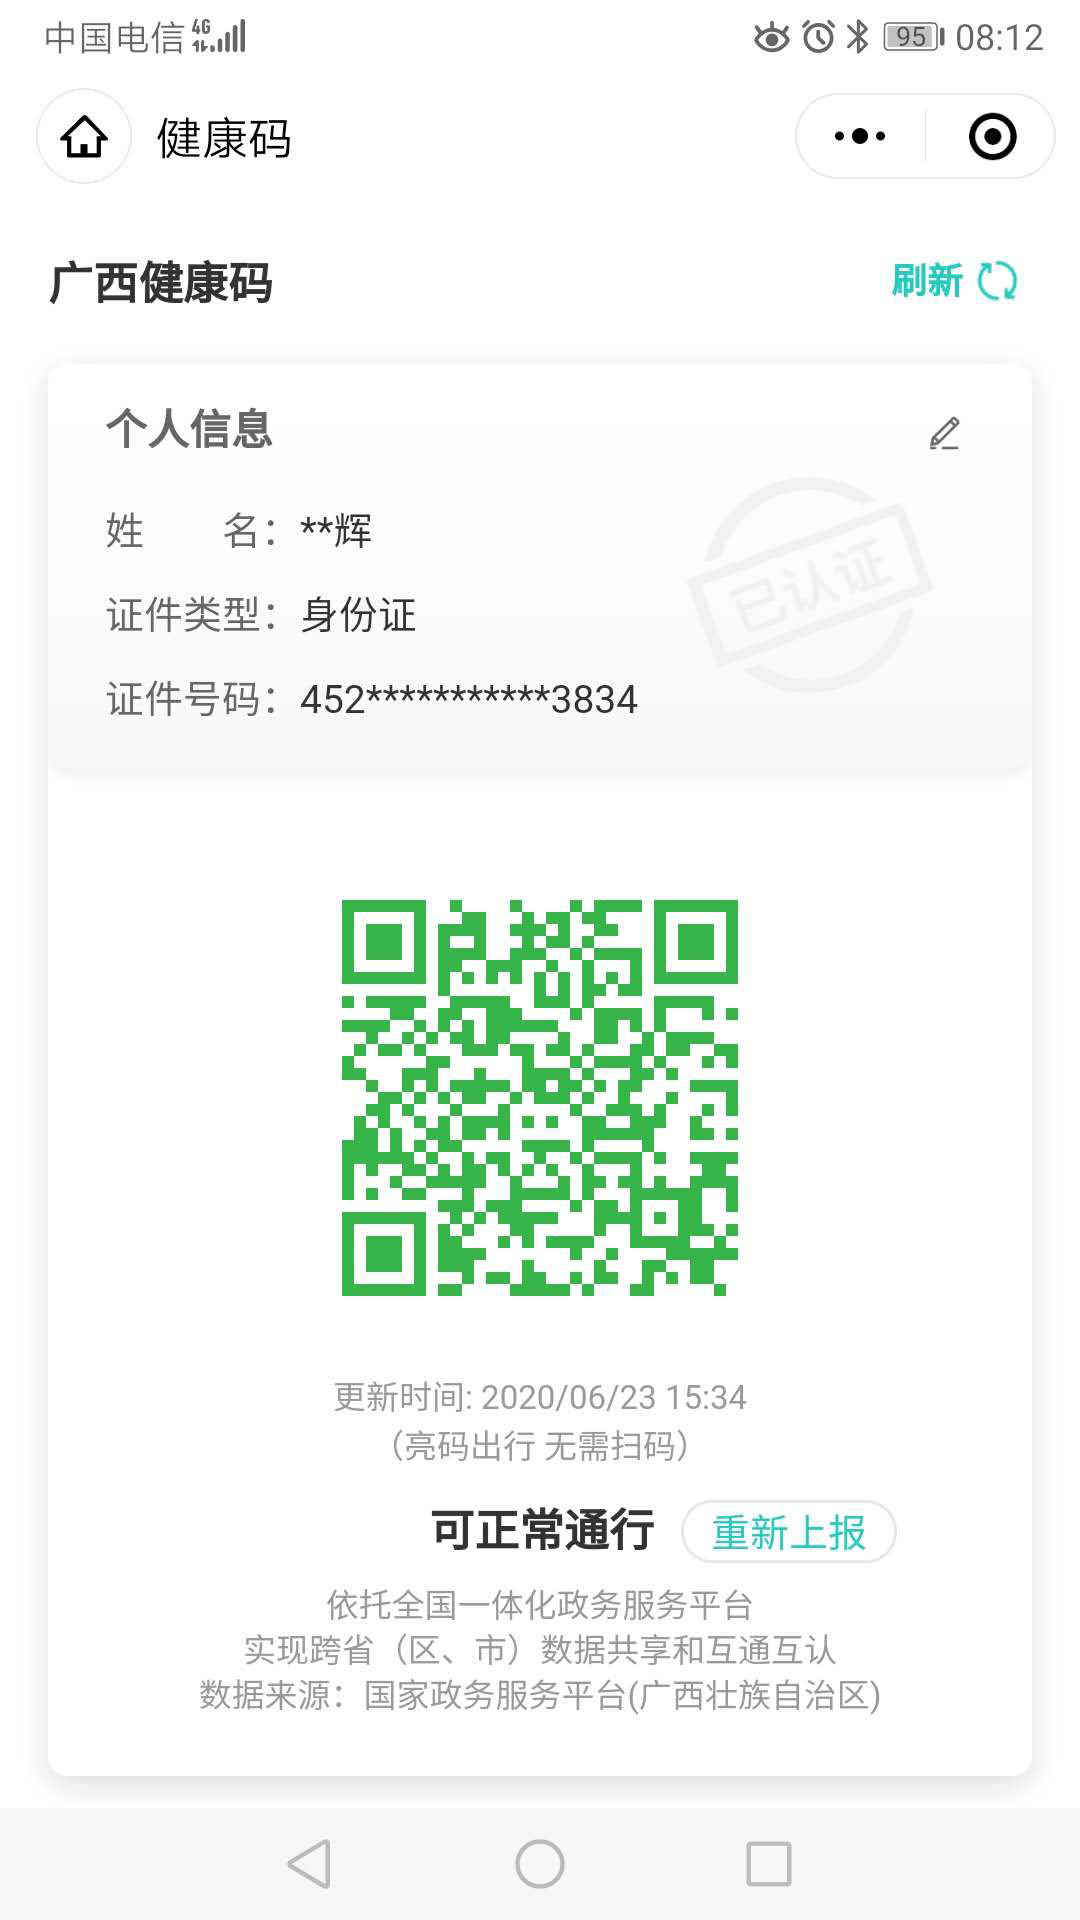 中国电信 4G 95 08:12
健康码
广西健康码 刷新
个人信息
姓名：**辉
已认证
证件类型：身份证
证件号码：452***********3834
更新时间: 2020/06/23 15:34
（亮码出行 无需扫码）
可正常通行 重新上报
依托全国一体化政务服务平台
实现跨省（区、市）数据共享和互通互认
数据来源：国家政务服务平台(广西壮族自治区)